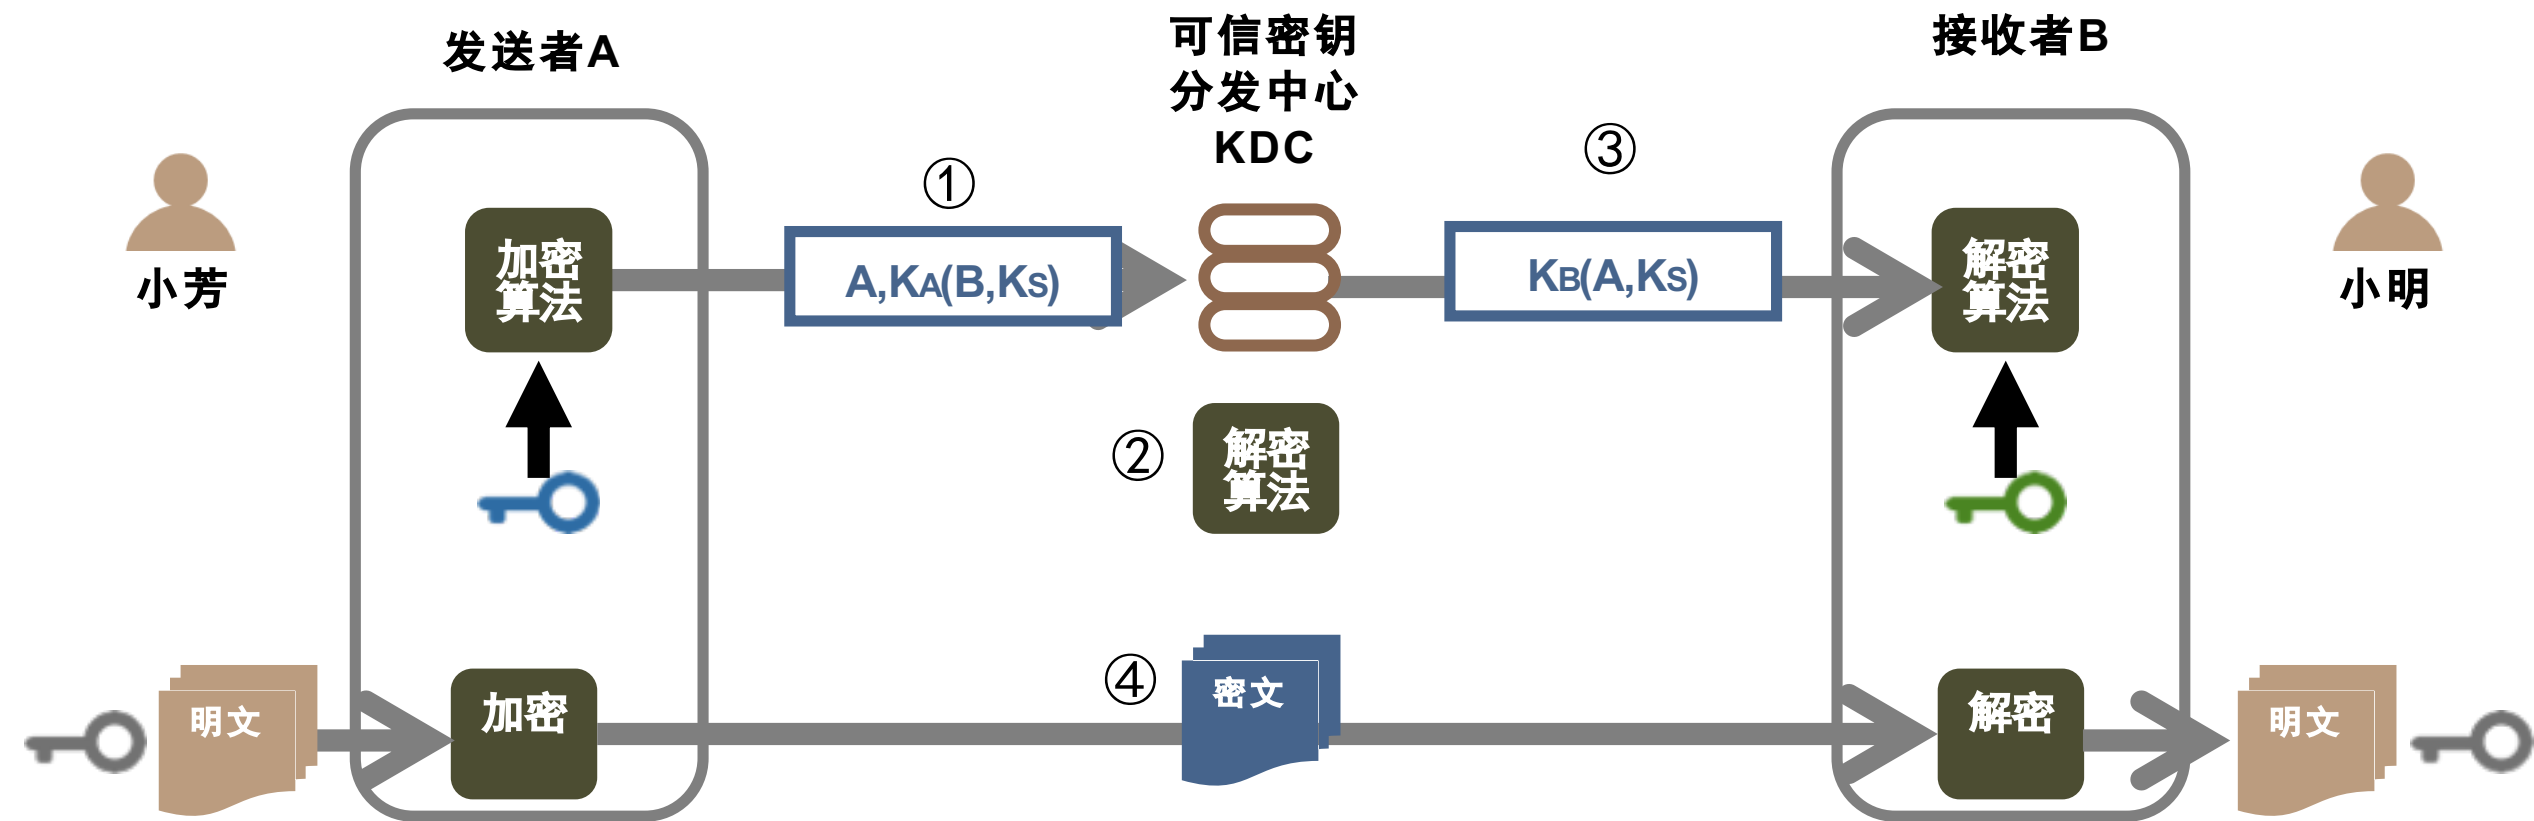 发送者A
可信密钥
分发中心
KDC
接收者B
小芳
小明
①
③
加密
算法
A,KA(B,KS)
KB(A,KS)
解密
算法
②
解密
算法
④
明文
加密
密文
解密
明文